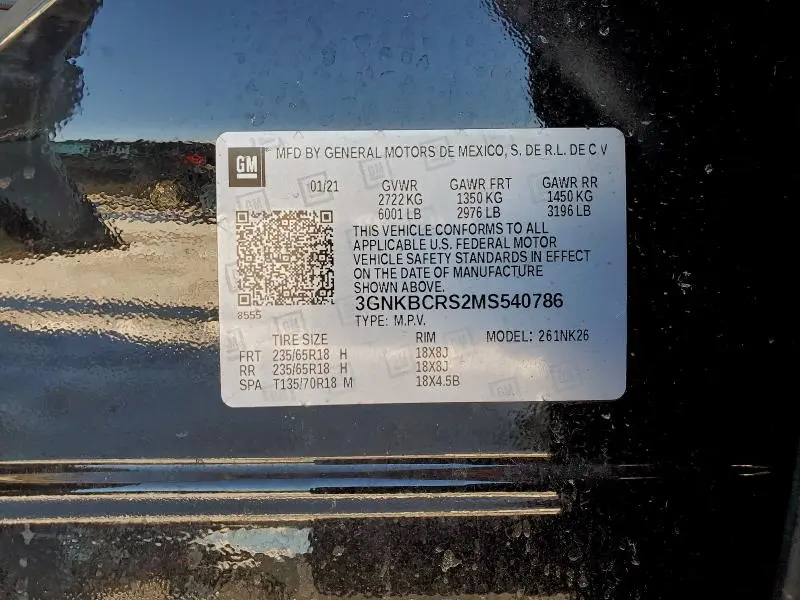 GM MFD BY GENERAL MOTORS DE MEXICO, S. DE R.L. DE C V
01/21 GVWR GAWR FRT GAWR RR
2722 KG 1350 KG 1450 KG
6001 LB 2976 LB 3196 LB
THIS VEHICLE CONFORMS TO ALL
APPLICABLE U.S. FEDERAL MOTOR
VEHICLE SAFETY STANDARDS IN EFFECT
ON THE DATE OF MANUFACTURE
SHOWN ABOVE.
3GNKBCRS2MS540786
8555
TYPE: M.P.V. MODEL: 261NK26
TIRE SIZE RIM
FRT 235/65R18 H 18X8J
RR 235/65R18 H 18X8J
SPA T135/70R18 M 18X4.5B